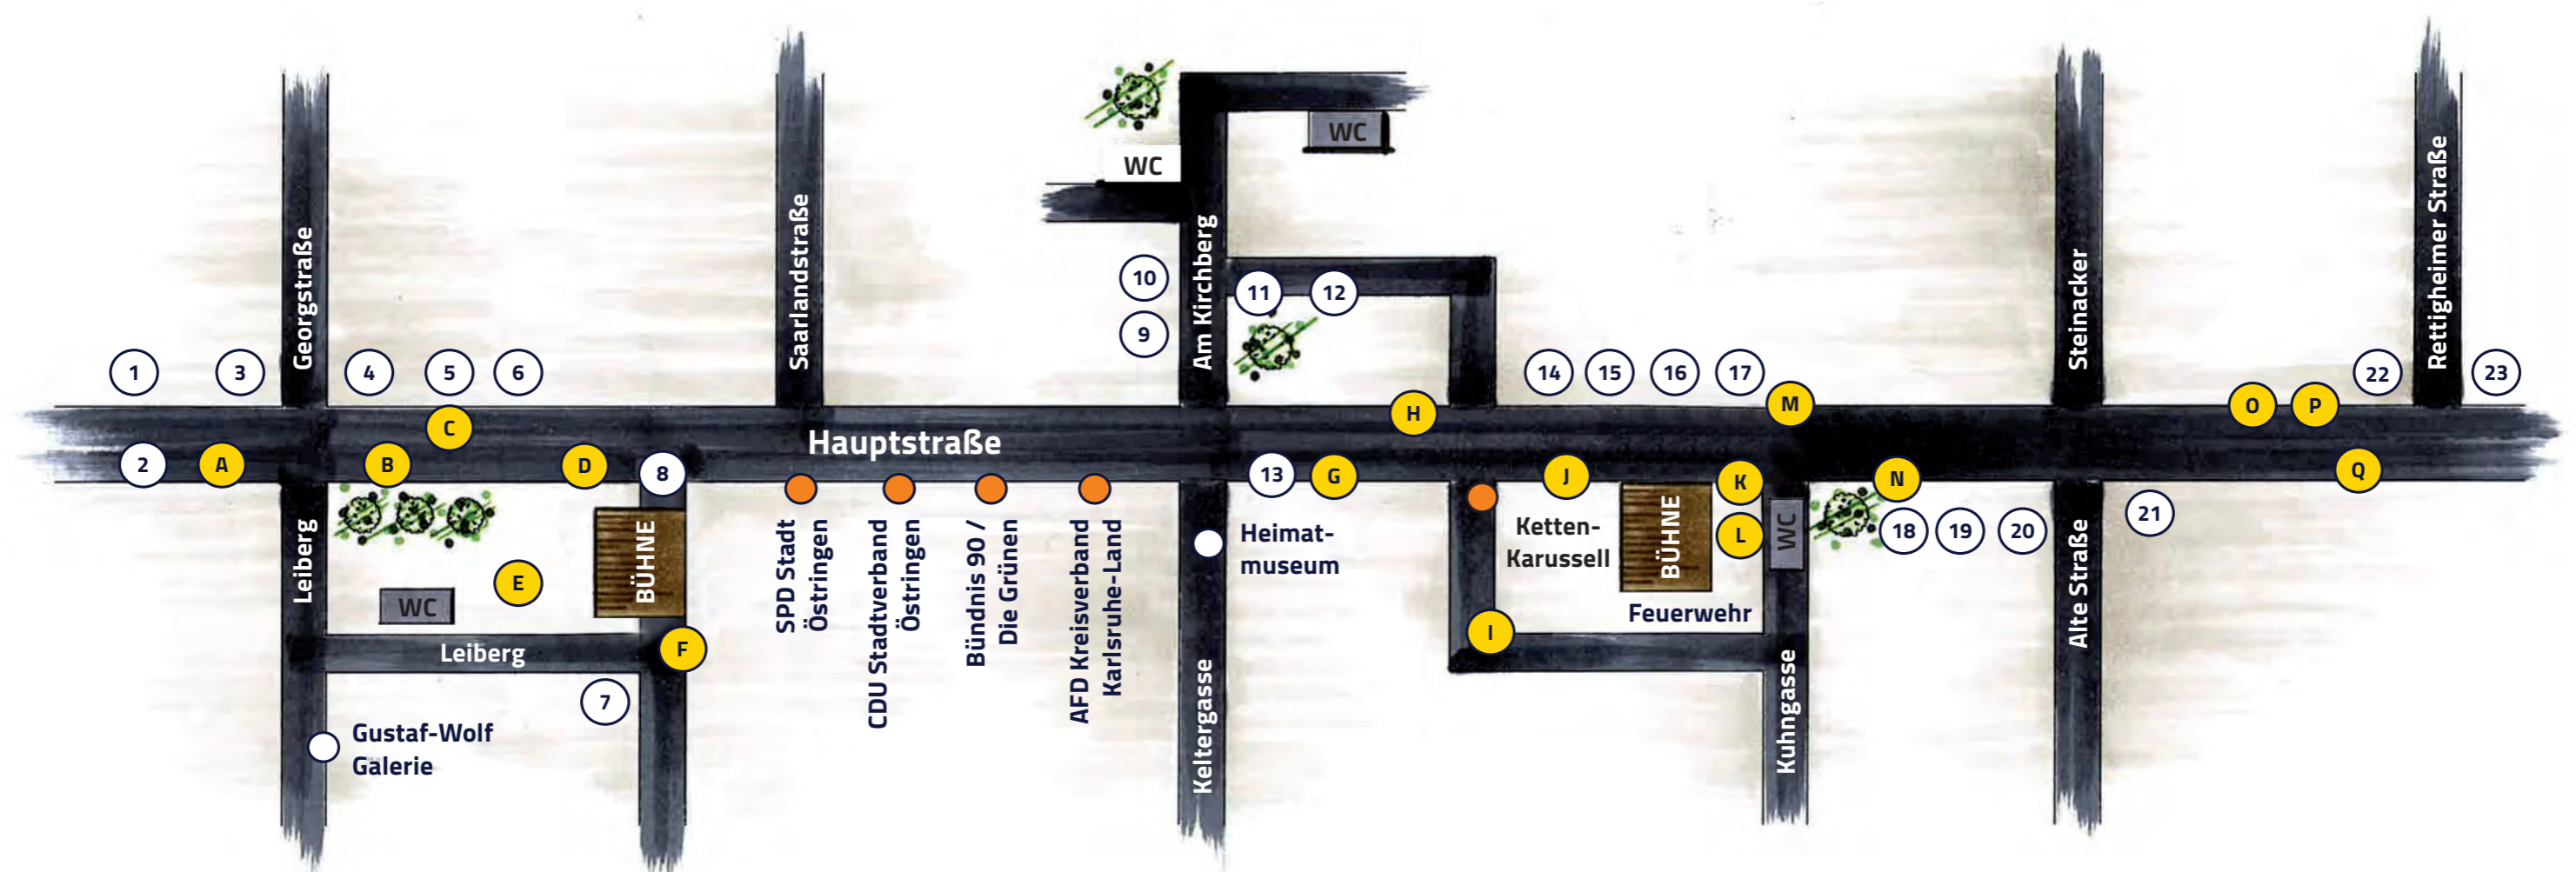 WC
WC
Georgstraße
Saarlandstraße
Am Kirchberg
Steinacker
Rettigheimer Straße
10
11
12
9
1
3
4
5
6
14
15
16
17
22
23
C
H
M
O
P
Hauptstraße
2
A
B
D
8
13
G
J
K
N
Q
Leiberg
BÜHNE
SPD Stadt
Östringen
CDU Stadtverband
Östringen
Bündnis 90 /
Die Grünen
AFD Kreisverband
Karlsruhe-Land
Heimat-
museum
Ketten-
Karussell
BÜHNE
L
WC
18
19
20
21
E
WC
Feuerwehr
Alte Straße
I
Leiberg
F
7
Keltergasse
Kuhngasse
Gustaf-Wolf
Galerie